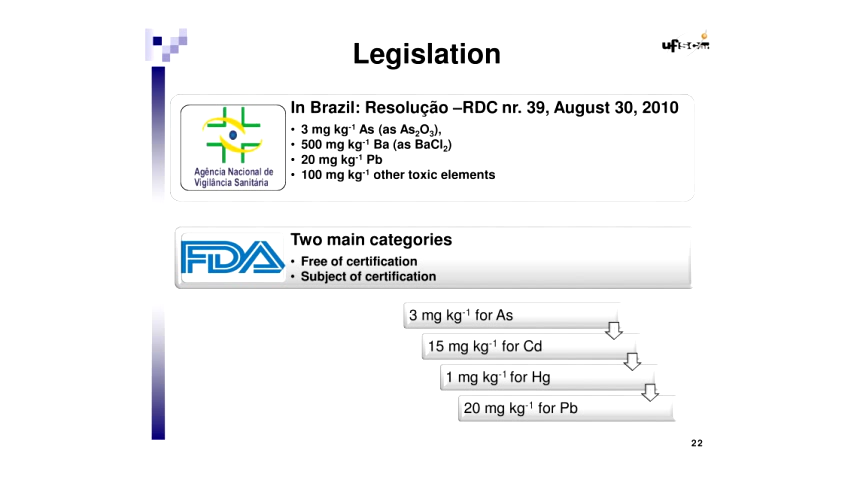 Legislation
In Brazil: Resolução –RDC nr. 39, August 30, 2010
• 3 mg kg-1 As (as As2O3),
• 500 mg kg-1 Ba (as BaCl2)
• 20 mg kg-1 Pb
• 100 mg kg-1 other toxic elements
Agência Nacional de
Vigilância Sanitária
FDA
Two main categories
• Free of certification
• Subject of certification
3 mg kg-1 for As
15 mg kg-1 for Cd
1 mg kg-1 for Hg
20 mg kg-1 for Pb
22